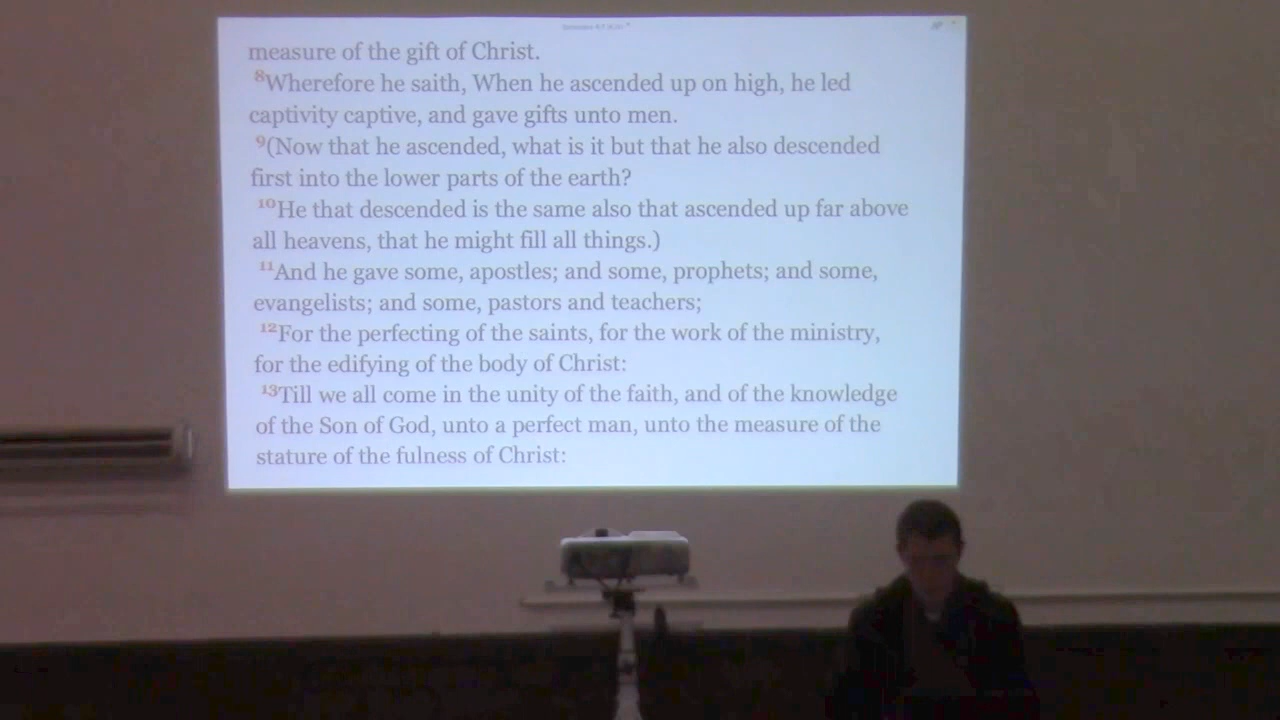 measure of the gift of Christ.
8Wherefore he saith, When he ascended up on high, he led
captivity captive, and gave gifts unto men.
9(Now that he ascended, what is it but that he also descended
first into the lower parts of the earth?
10He that descended is the same also that ascended up far above
all heavens, that he might fill all things.)
11And he gave some, apostles; and some, prophets; and some,
evangelists; and some, pastors and teachers;
12For the perfecting of the saints, for the work of the ministry,
for the edifying of the body of Christ:
13Till we all come in the unity of the faith, and of the knowledge
of the Son of God, unto a perfect man, unto the measure of the
stature of the fulness of Christ: